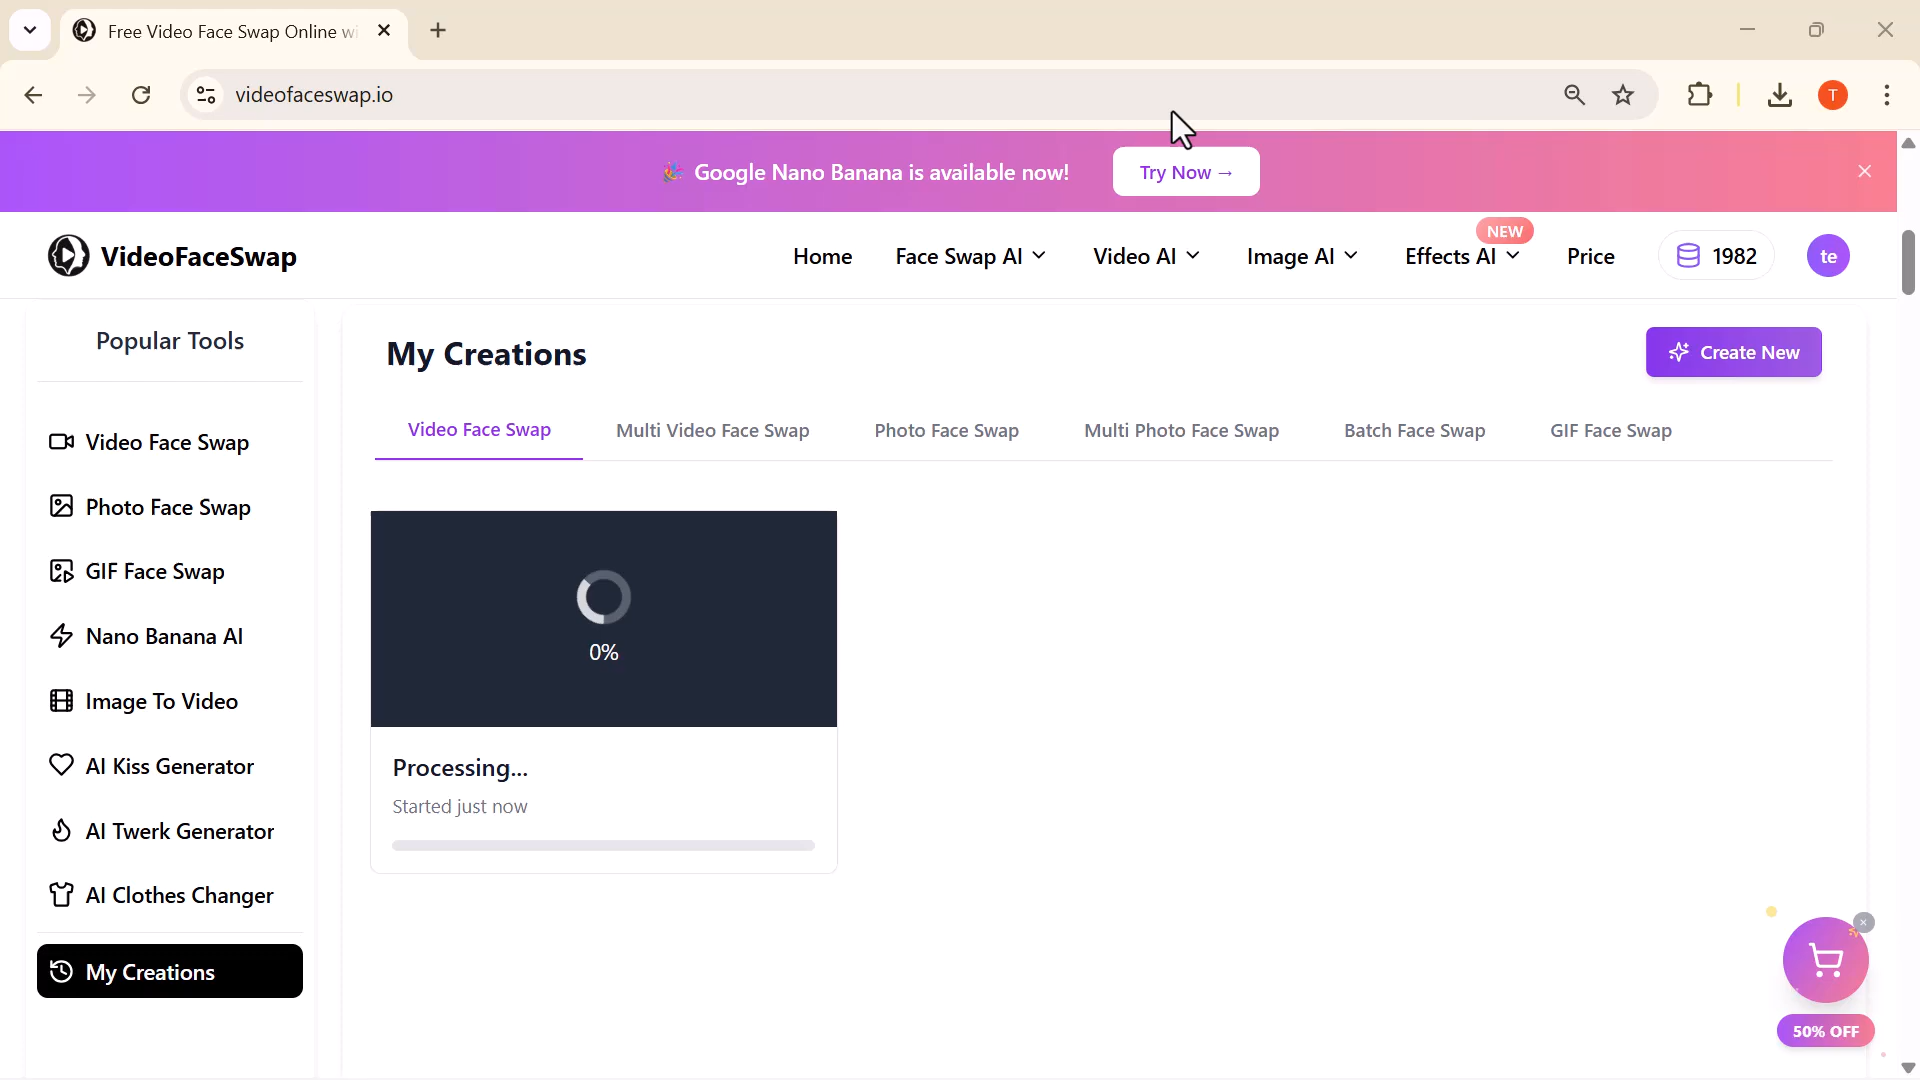 Free Video Face Swap Online wi
videofaceswap.io
T
🎉 Google Nano Banana is available now!
Try Now →
VideoFaceSwap
Home
Face Swap AI
Video AI
Image AI
Effects AI
NEW
Price
1982
te
Popular Tools
Video Face Swap
Photo Face Swap
GIF Face Swap
Nano Banana AI
Image To Video
AI Kiss Generator
AI Twerk Generator
AI Clothes Changer
My Creations
My Creations
Create New
Video Face Swap
Multi Video Face Swap
Photo Face Swap
Multi Photo Face Swap
Batch Face Swap
GIF Face Swap
0%
Processing...
Started just now
50% OFF